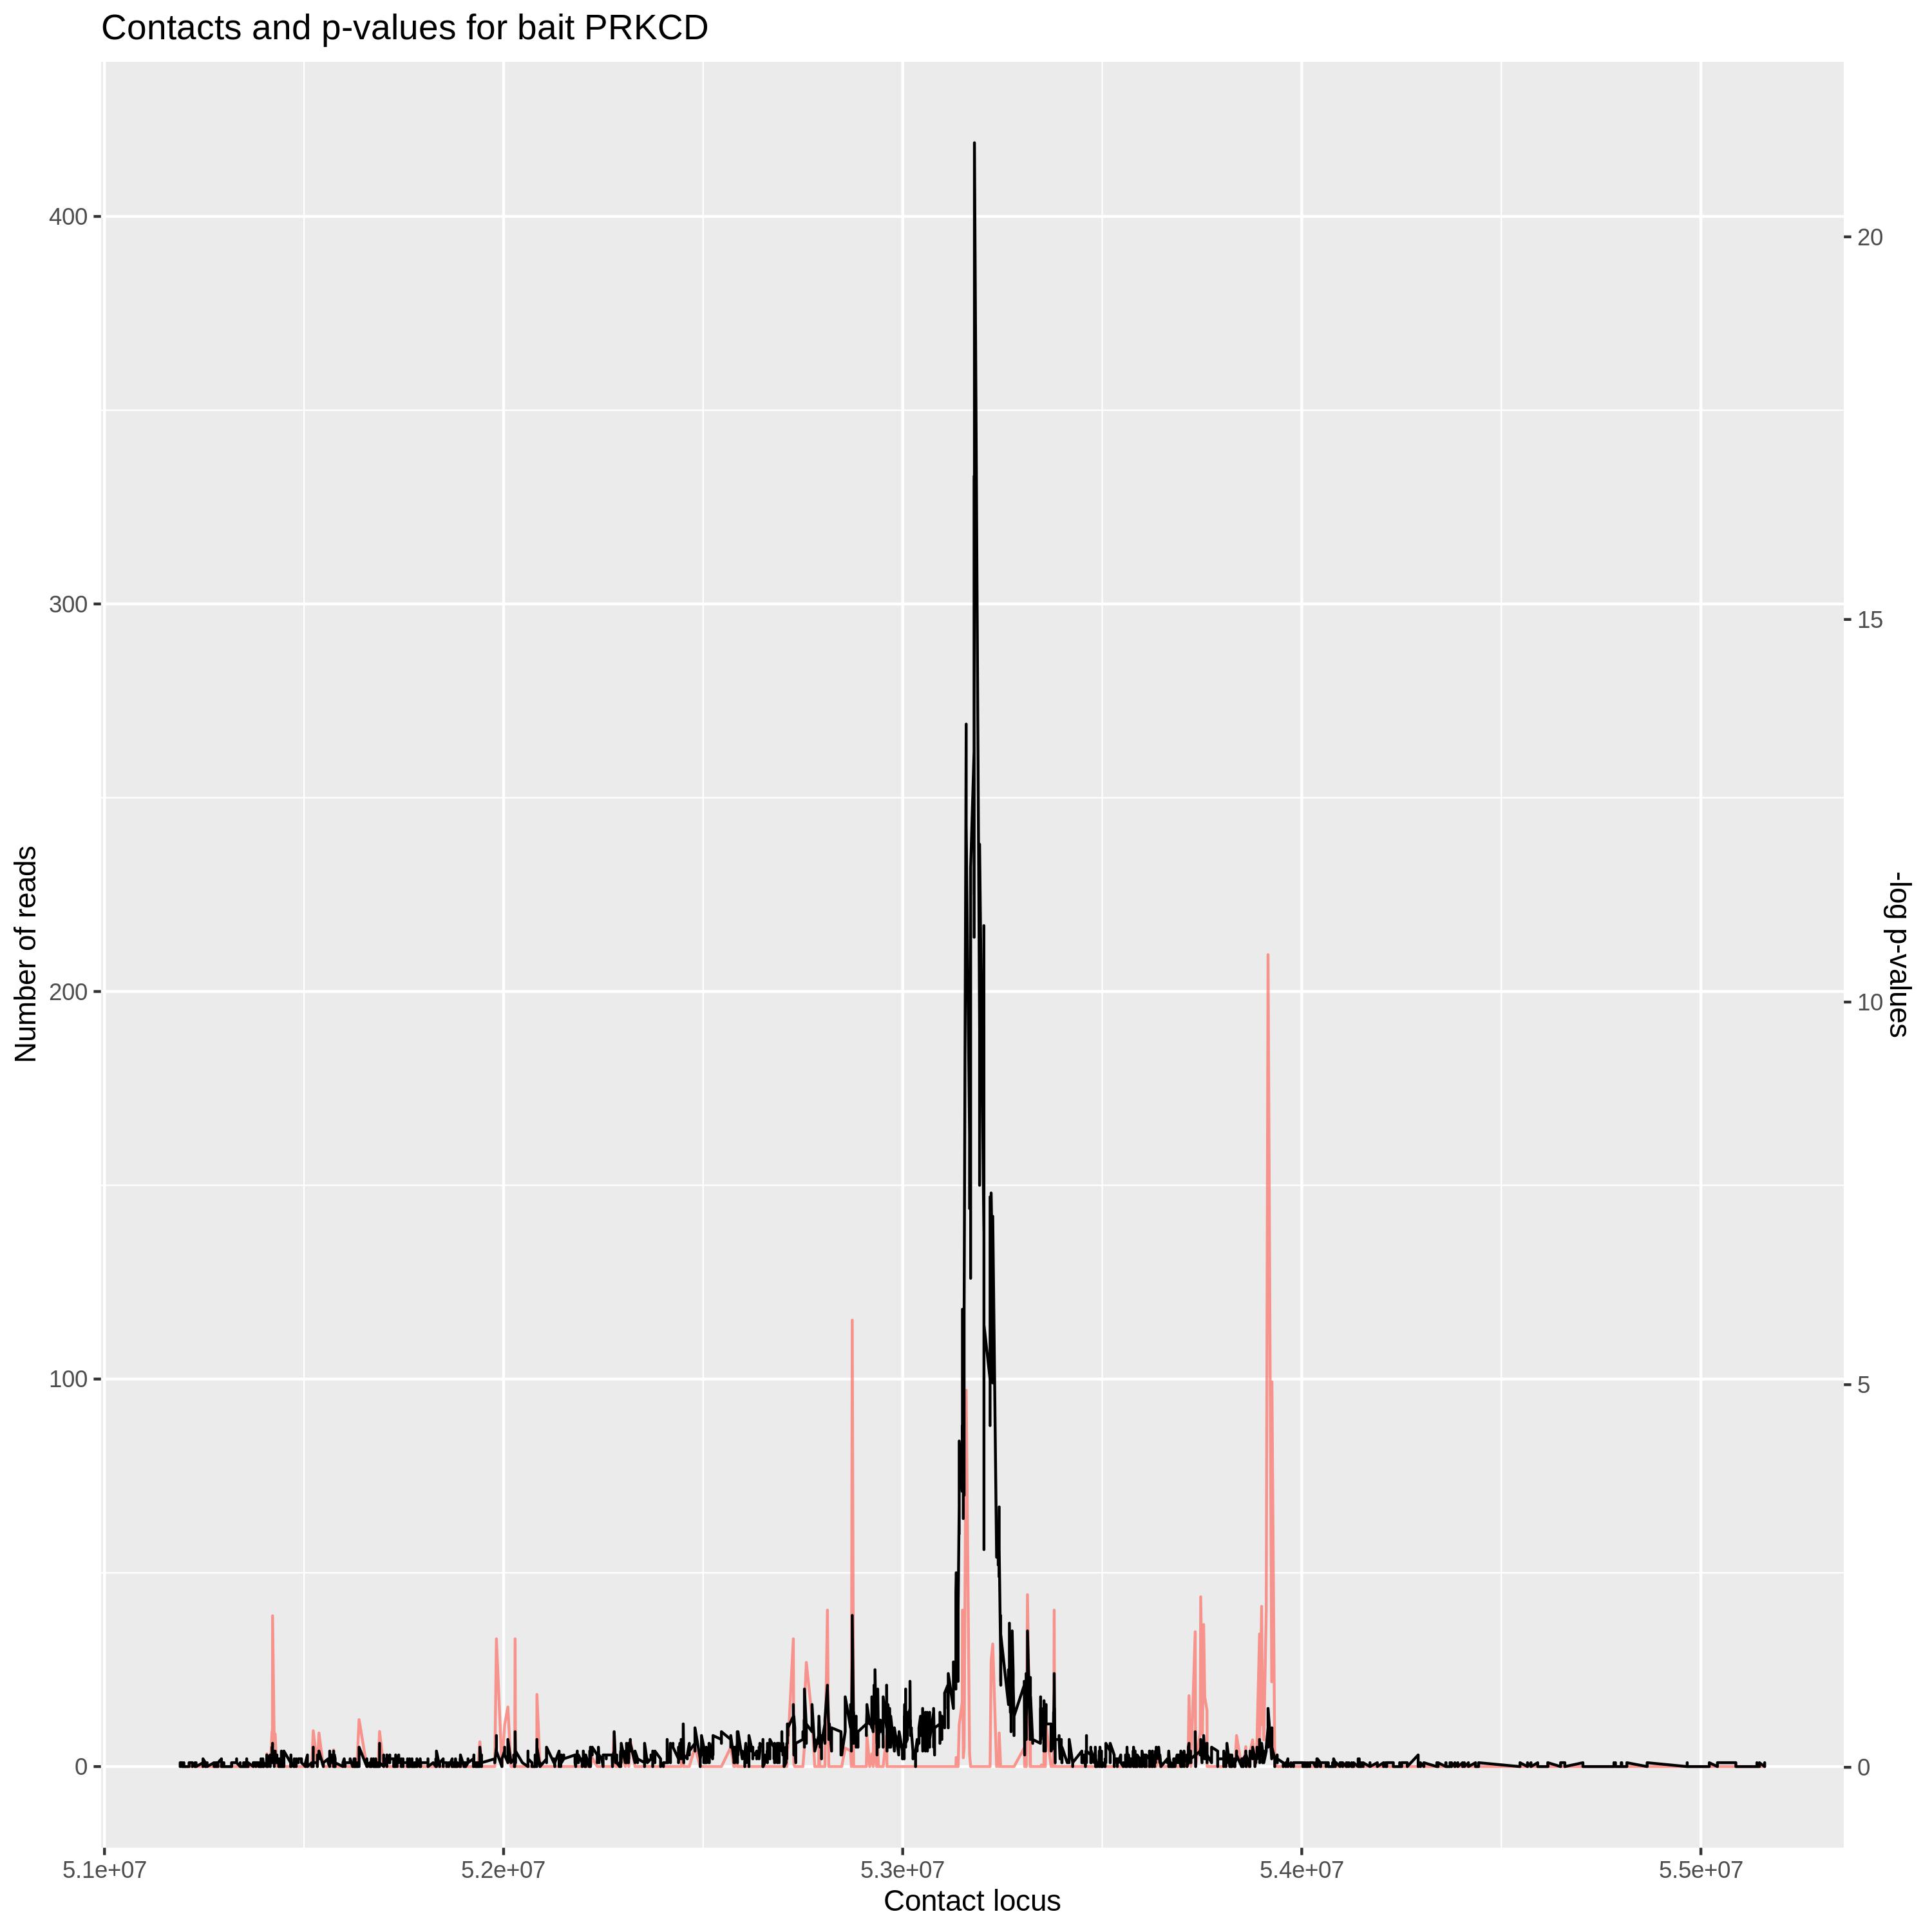 Contacts and p-values for bait PRKCD
400
300
200
100
0
Number of reads
20
15
10
5
0
-log p-values
5.1e+07
5.2e+07
5.3e+07
5.4e+07
5.5e+07
Contact locus